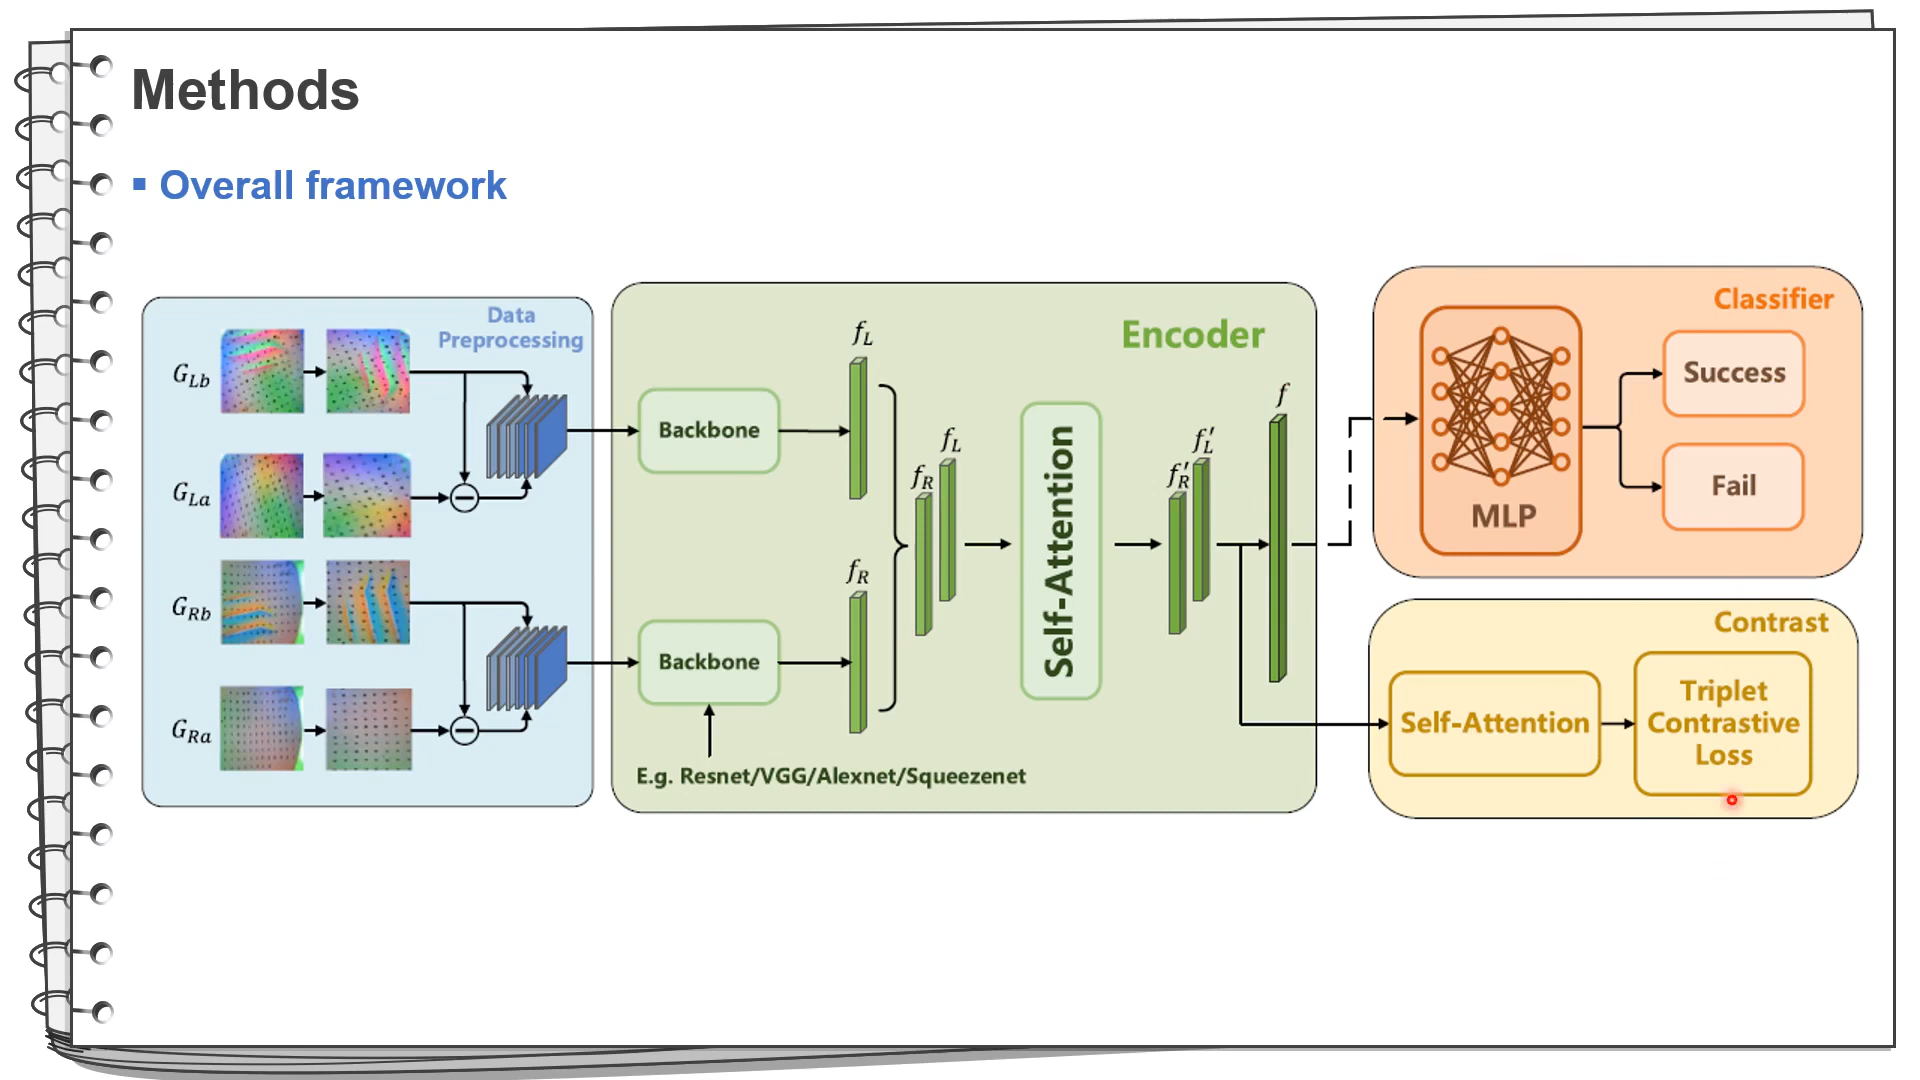 Methods
Overall framework
Data
Preprocessing
G_Lb
G_La
G_Rb
G_Ra
Encoder
Backbone
Backbone
E.g. Resnet/VGG/Alexnet/Squeezenet
f_L
f_R
f_R
f_L
Self-Attention
f'_R
f'_L
f
Classifier
MLP
Success
Fail
Contrast
Self-Attention
Triplet
Contrastive
Loss